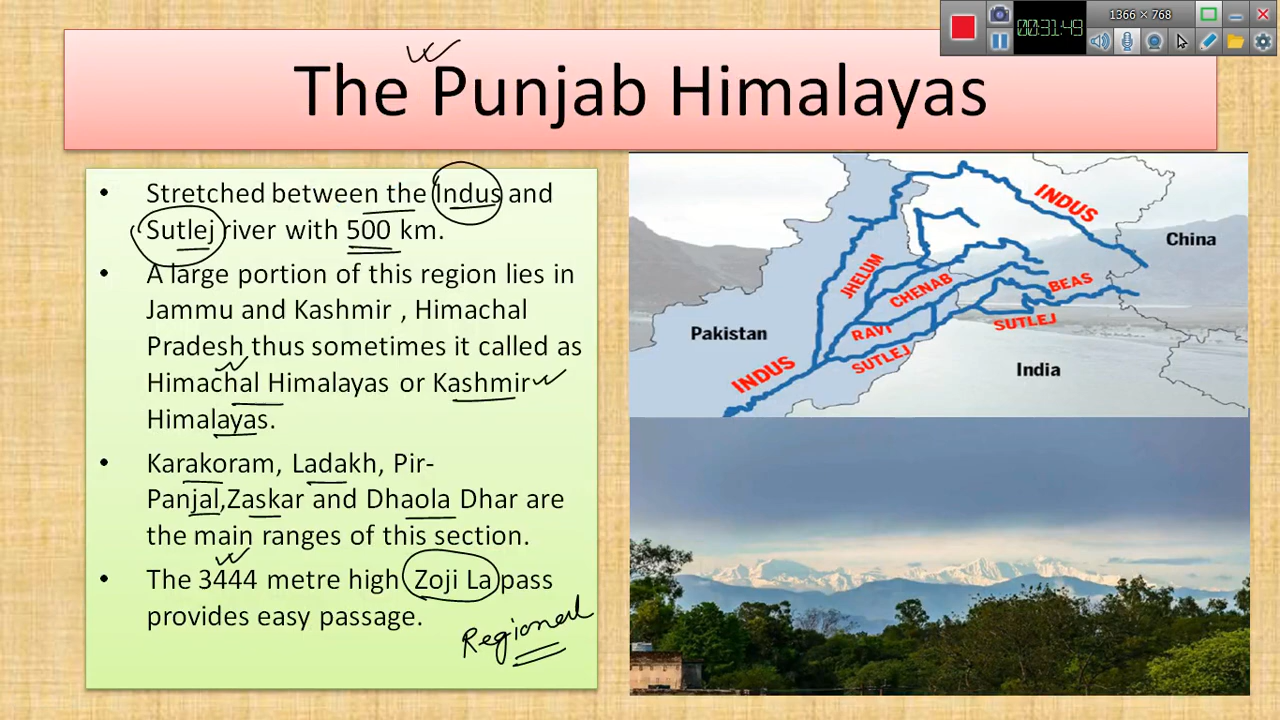 00:31:49
1366 × 768
The Punjab Himalayas
• Stretched between the Indus and
Sutlej river with 500 km.
• A large portion of this region lies in
Jammu and Kashmir , Himachal
Pradesh thus sometimes it called as
Himachal Himalayas or Kashmir
Himalayas.
• Karakoram, Ladakh, Pir-
Panjal,Zaskar and Dhaola Dhar are
the main ranges of this section.
• The 3444 metre high Zoji La pass
provides easy passage.
Regional
INDUS
China
JHELUM
CHENAB
BEAS
Pakistan
RAVI
SUTLEJ
SUTLEJ
INDUS
India